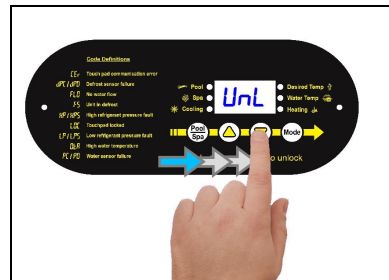 Code Definitions
CEr Touch pad communication error
dPC / dPD Defrost sensor failure
FLO No water flow
FS Unit in defrost
HP / HPS High refrigerant pressure fault
LOC Touchpad locked
LP / LPS Low refrigerant pressure fault
OHR High water temperature
PC / PD Water sensor failure
Pool
Spa
Cooling
UnL
Desired Temp
Water Temp
Heating
Pool
Spa
Mode
o unlock